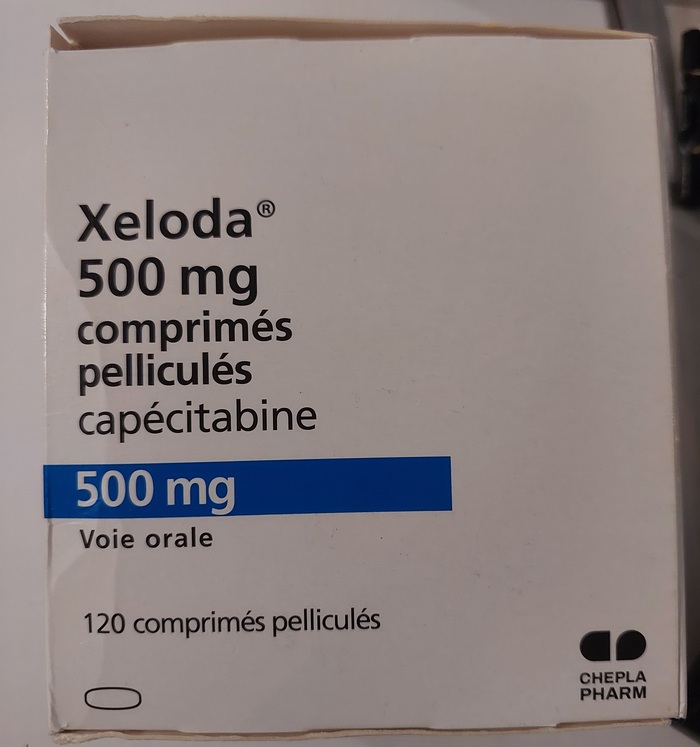 Xeloda®
500 mg
comprimés
pelliculés
capécitabine
500 mg
Voie orale
120 comprimés pelliculés
CHEPLA
PHARM